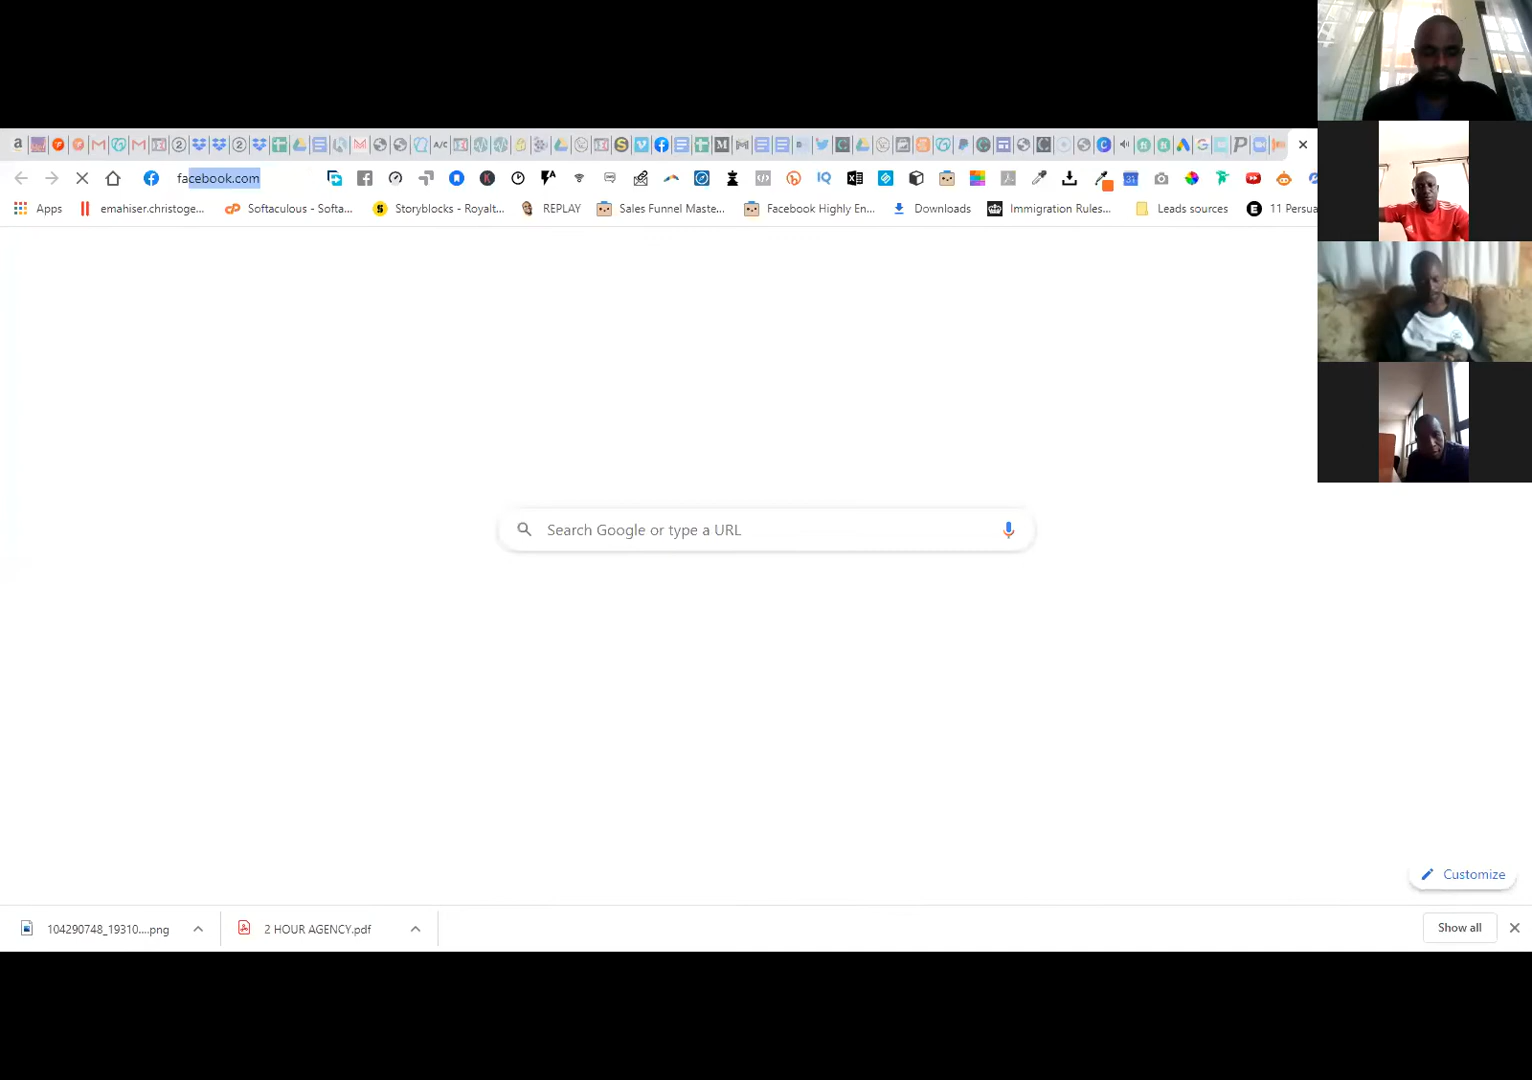 facebook.com
Apps
emahiser.christoge...
Softaculous - Softa...
Storyblocks - Royalt...
REPLAY
Sales Funnel Maste...
Facebook Highly En...
Downloads
Immigration Rules...
Leads sources
11 Persua
Search Google or type a URL
Customize
104290748_19310....png
2 HOUR AGENCY.pdf
Show all